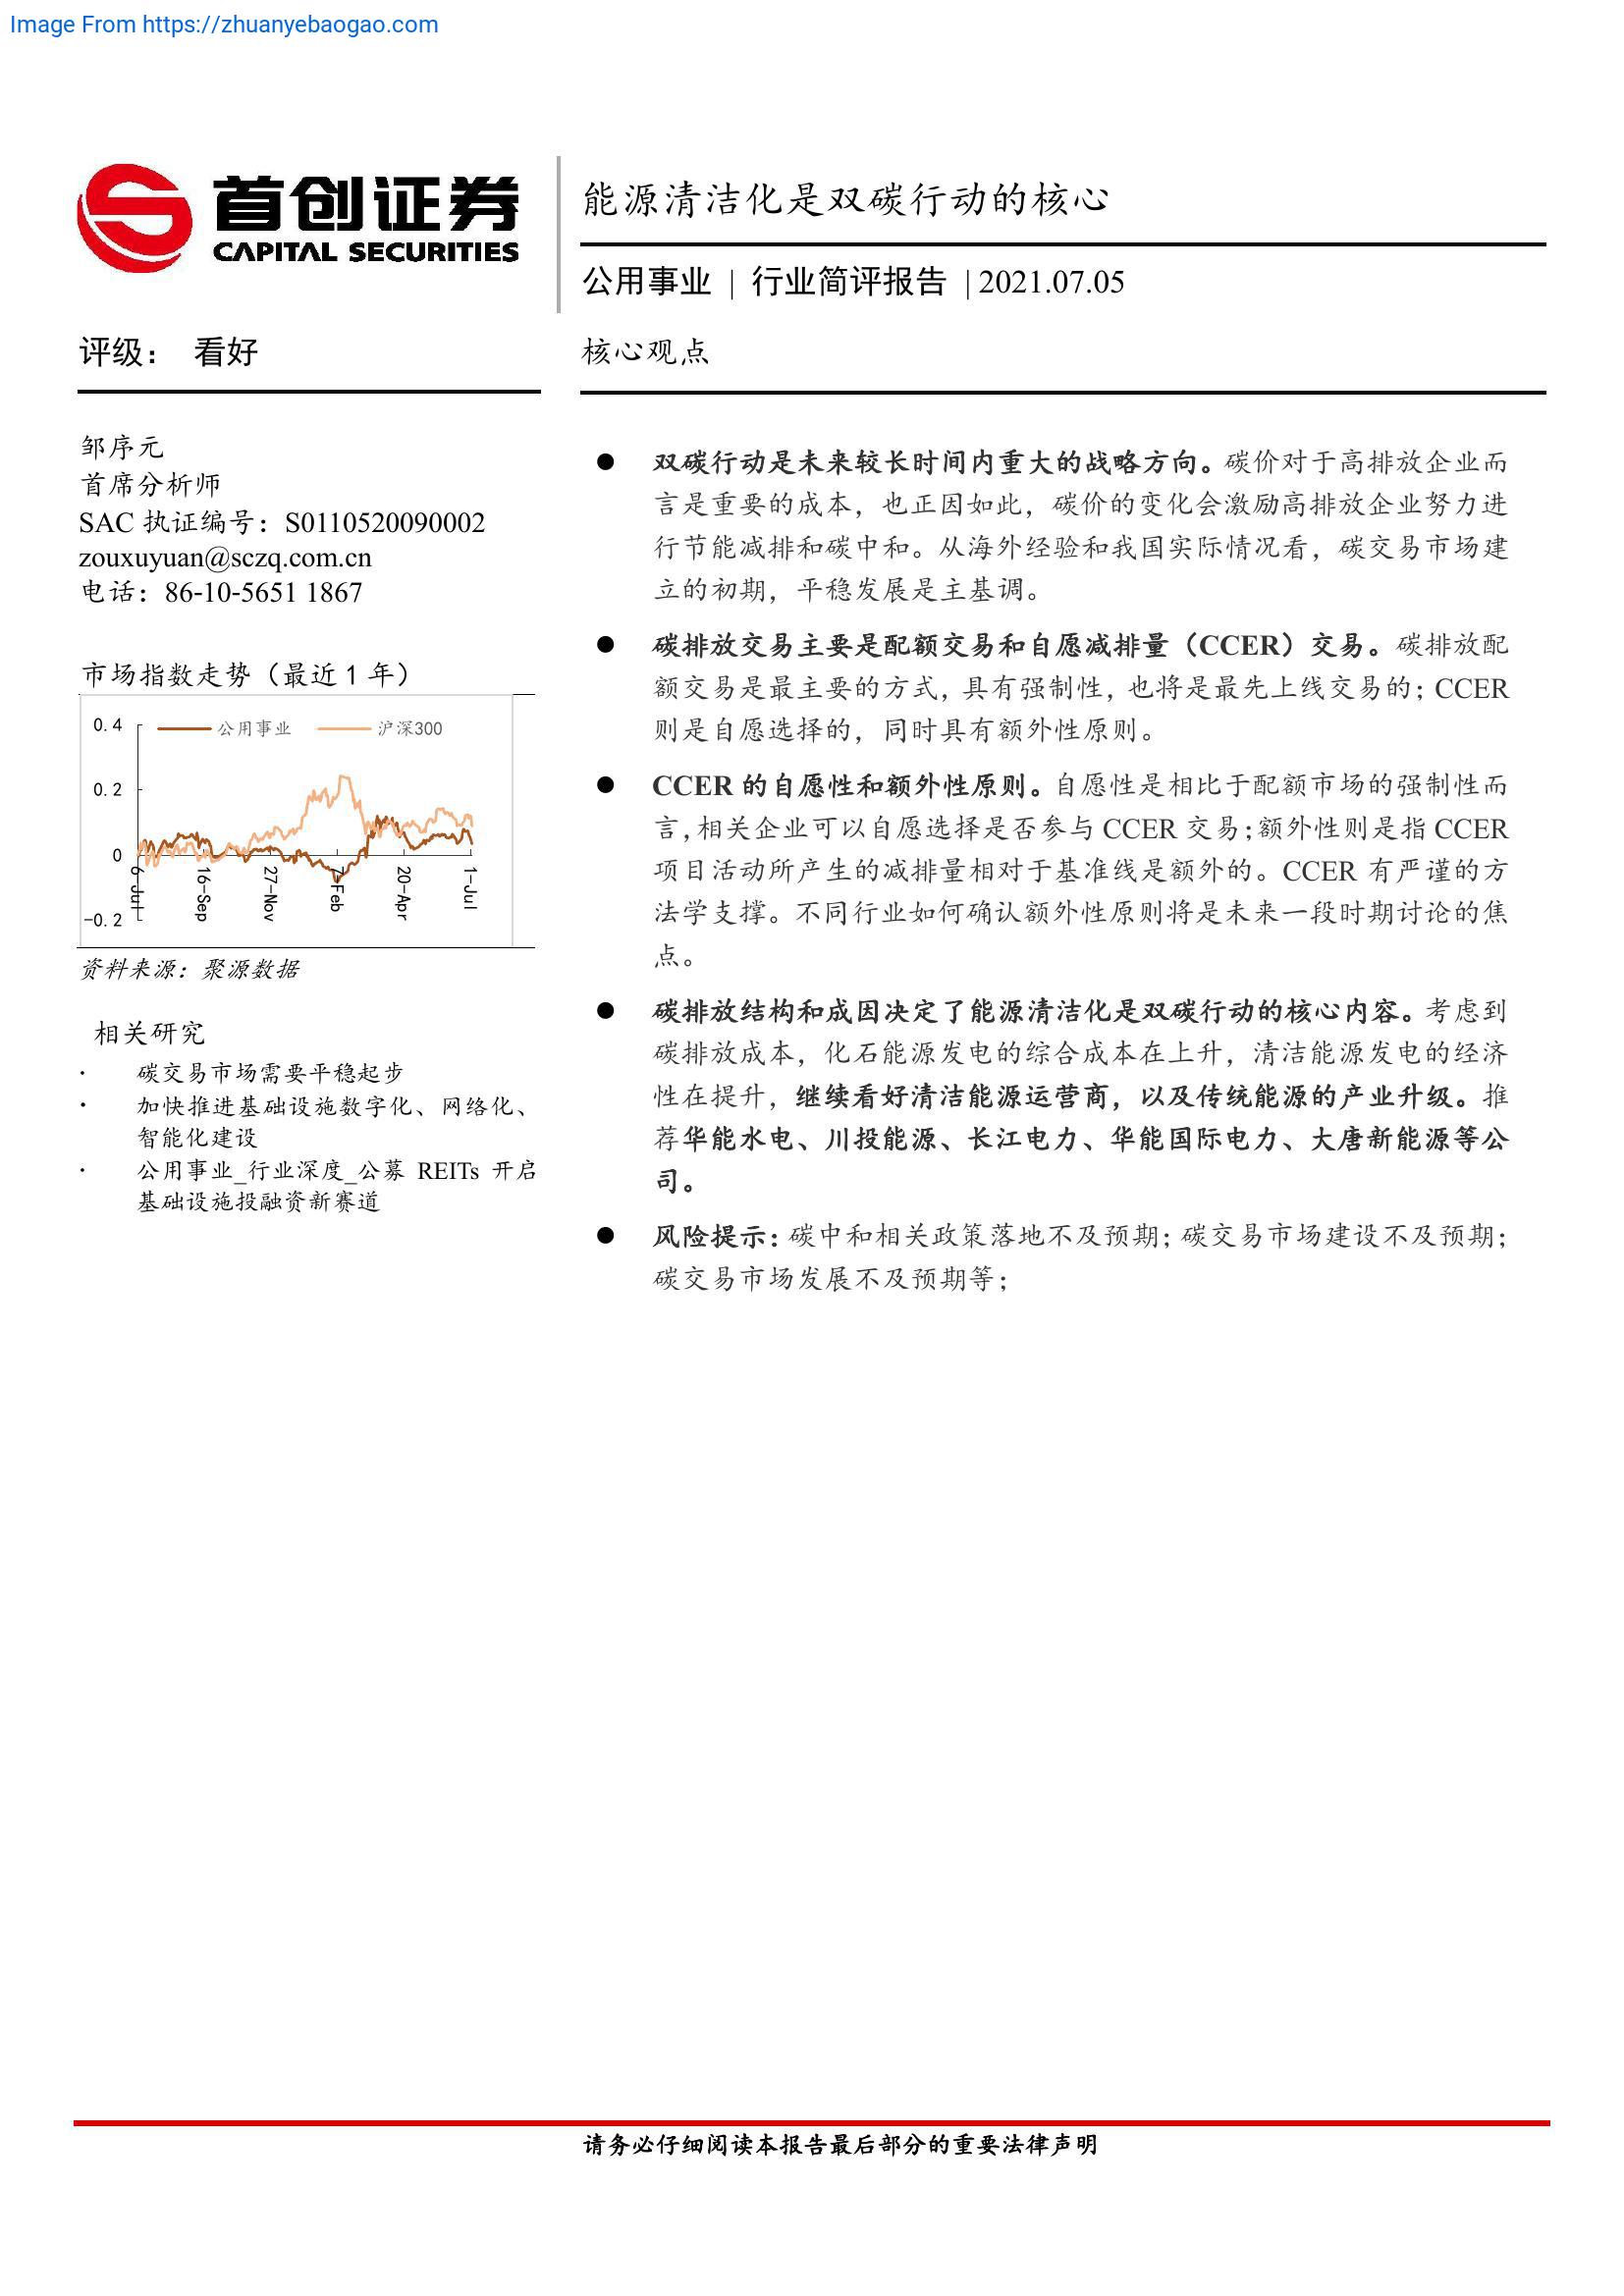 Image From https://zhuanyebaogao.com
首创证券
CAPITAL SECURITIES
能源清洁化是双碳行动的核心
公用事业 | 行业简评报告 | 2021.07.05
评级： 看好
邹序元
首席分析师
SAC 执证编号：S0110520090002
zouxuyuan@sczq.com.cn
电话：86-10-5651 1867
市场指数走势（最近 1 年）
公用事业 沪深300
0.4
0.2
0
-0.2
6-Jul
16-Sep
27-Nov
7-Feb
20-Apr
1-Jul
资料来源：聚源数据
相关研究
· 碳交易市场需要平稳起步
· 加快推进基础设施数字化、网络化、
智能化建设
· 公用事业_行业深度_公募 REITs 开启
基础设施投融资新赛道
核心观点
● 双碳行动是未来较长时间内重大的战略方向。碳价对于高排放企业而
言是重要的成本，也正因如此，碳价的变化会激励高排放企业努力进
行节能减排和碳中和。从海外经验和我国实际情况看，碳交易市场建
立的初期，平稳发展是主基调。
● 碳排放交易主要是配额交易和自愿减排量（CCER）交易。碳排放配
额交易是最主要的方式，具有强制性，也将是最先上线交易的；CCER
则是自愿选择的，同时具有额外性原则。
● CCER 的自愿性和额外性原则。自愿性是相比于配额市场的强制性而
言，相关企业可以自愿选择是否参与 CCER 交易；额外性则是指 CCER
项目活动所产生的减排量相对于基准线是额外的。CCER 有严谨的方
法学支撑。不同行业如何确认额外性原则将是未来一段时期讨论的焦
点。
● 碳排放结构和成因决定了能源清洁化是双碳行动的核心内容。考虑到
碳排放成本，化石能源发电的综合成本在上升，清洁能源发电的经济
性在提升，继续看好清洁能源运营商，以及传统能源的产业升级。推
荐华能水电、川投能源、长江电力、华能国际电力、大唐新能源等公
司。
● 风险提示：碳中和相关政策落地不及预期；碳交易市场建设不及预期；
碳交易市场发展不及预期等；
请务必仔细阅读本报告最后部分的重要法律声明